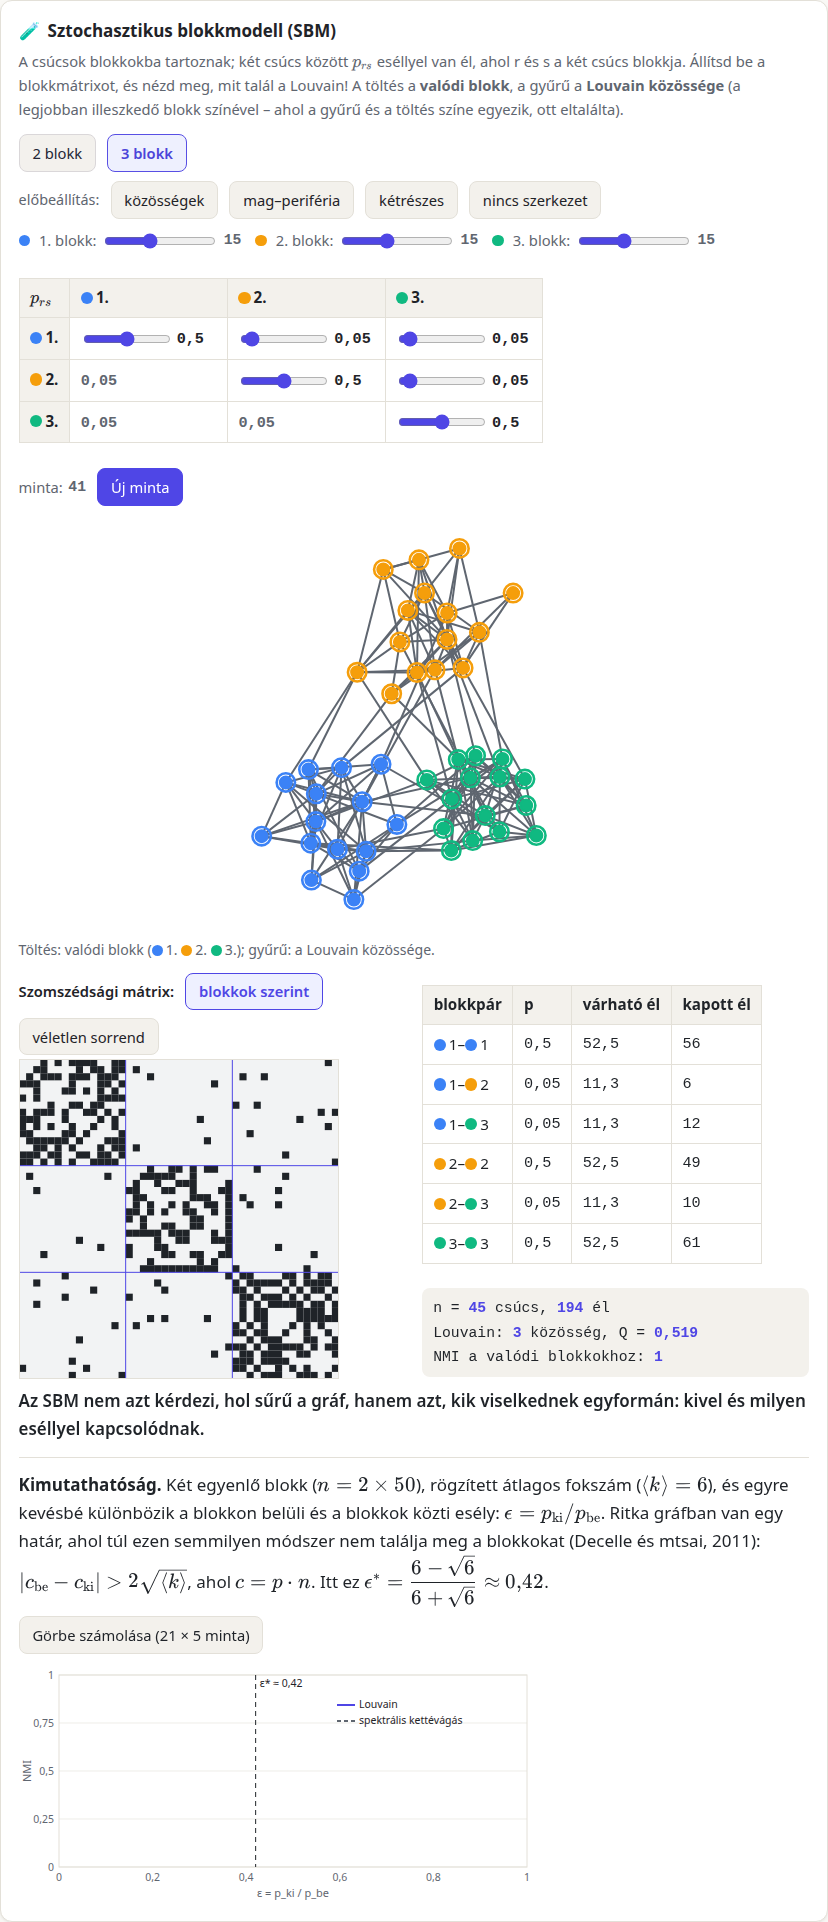 🧪 Sztochasztikus blokkmodell (SBM)
A csúcsok blokkokba tartoznak; két csúcs között p_rs eséllyel van él, ahol r és s a két csúcs blokkja. Állítsd be a
blokkmátrixot, és nézd meg, mit talál a Louvain! A töltés a valódi blokk, a gyűrű a Louvain közössége (a
legjobban illeszkedő blokk színével – ahol a gyűrű és a töltés színe egyezik, ott eltalálta).
2 blokk 3 blokk
előbeállítás: közösségek mag–periféria kétrészes nincs szerkezet
1. blokk: 15 2. blokk: 15 3. blokk: 15
p_rs 1. 2. 3.
1. 0,5 0,05 0,05
2. 0,05 0,5 0,05
3. 0,05 0,05 0,5
minta: 41 Új minta
Töltés: valódi blokk (1. 2. 3.); gyűrű: a Louvain közössége.
Szomszédsági mátrix: blokkok szerint
véletlen sorrend
blokkpár p várható él kapott él
1–1 0,5 52,5 56
1–2 0,05 11,3 6
1–3 0,05 11,3 12
2–2 0,5 52,5 49
2–3 0,05 11,3 10
3–3 0,5 52,5 61
n = 45 csúcs, 194 él
Louvain: 3 közösség, Q = 0,519
NMI a valódi blokkokhoz: 1
Az SBM nem azt kérdezi, hol sűrű a gráf, hanem azt, kik viselkednek egyformán: kivel és milyen
eséllyel kapcsolódnak.
Kimutathatóság. Két egyenlő blokk (n = 2 × 50), rögzített átlagos fokszám (⟨k⟩ = 6), és egyre
kevésbé különbözik a blokkon belüli és a blokkok közti esély: ϵ = p_ki/p_be. Ritka gráfban van egy
határ, ahol túl ezen semmilyen módszer nem találja meg a blokkokat (Decelle és mtsai, 2011):
|c_be − c_ki| > 2√⟨k⟩, ahol c = p · n. Itt ez ϵ* = (6 − √6)/(6 + √6) ≈ 0,42.
Görbe számolása (21 × 5 minta)
1
0,75
0,5
0,25
0
NMI
ε* ≈ 0,42
Louvain
spektrális kettévágás
0 0,2 0,4 0,6 0,8 1
ε = p_ki / p_be